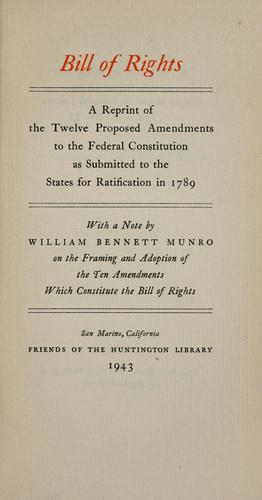 Bill of Rights
A Reprint of
the Twelve Proposed Amendments
to the Federal Constitution
as Submitted to the
States for Ratification in 1789
With a Note by
WILLIAM BENNETT MUNRO
on the Framing and Adoption of
the Ten Amendments
Which Constitute the Bill of Rights
San Marino, California
FRIENDS OF THE HUNTINGTON LIBRARY
1943